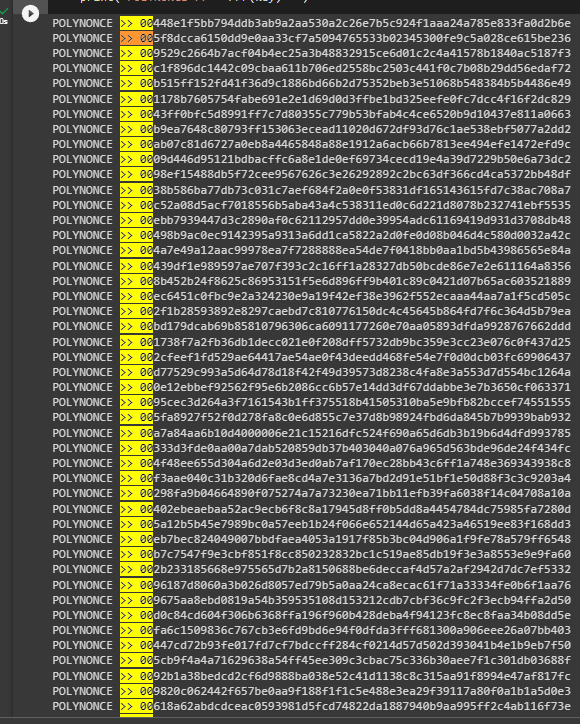 POLYNONCE >> 00448e1f5bb794ddb3ab9a2aa530a2c26e7b5c924f1aaa24a785e833fa0d2b6e
POLYNONCE >> 005f8dcca6150dd9e0aa33cf7a5094765533b02345300fe9c5a028ce615be236
POLYNONCE >> 009529c2664b7acf04b4ec25a3b48832915ce6d01c2c4a41578b1840ac5187f3
POLYNONCE >> 00c1f896dc1442c09cbaa611b706ed2558bc2503c441f0c7b08b29dd56edaf72
POLYNONCE >> 00b515ff152fd41f36d9c1886bd66b2d75352beb3e51068b548384b5b4486e49
POLYNONCE >> 001178b7605754fabe691e2e1d69d0d3ffbe1bd325eefe0fc7dcc4f16f2dc829
POLYNONCE >> 0043ff0bfc5d8991ff7c7d80355c779b53bfab4c4ce6520b9d10437e811a0663
POLYNONCE >> 00b9ea7648c80793ff153063ecead11020d672df93d76c1ae538ebf5077a2dd2
POLYNONCE >> 00ab07c81d6727a0eb8a4465848a88e1912a6acb66b7813ee494efe1472efd9c
POLYNONCE >> 0009d446d95121bdbacffc6a8e1de0ef69734cecd19e4a39d7229b50e6a73dc2
POLYNONCE >> 0098ef15488db5f72cee9567626c3e26292892c2bc63df366cd4ca5372bb48df
POLYNONCE >> 0038b586ba77db73c031c7aef684f2a0e0f53831df165143615fd7c38ac708a7
POLYNONCE >> 00c52a08d5acf7018556b5aba43a4c538311ed0c6d221d8078b232741ebf5535
POLYNONCE >> 00ebb7939447d3c2890af0c62112957dd0e39954adc61169419d931d3708db48
POLYNONCE >> 00498b9ac0ec9142395a9313a6dd1ca5822a2d0fe0d08b046d4c580d0032a42c
POLYNONCE >> 004a7e49a12aac99978ea7f7288888ea54de7f0418bb0aa1bd5b43986565e84a
POLYNONCE >> 00439df1e989597ae707f393c2c16ff1a28327db50bcde86e7e2e611164a8356
POLYNONCE >> 008b452b24f8625c86953151f5e6d896ff9b401c89c0421d07b65ac603521889
POLYNONCE >> 00ec6451c0fbc9e2a324230e9a19f42ef38e3962f552ecaaa44aa7a1f5cd505c
POLYNONCE >> 002f1b28593892e8297caebd7c810776150dc4c45645b864fd7f6c364d5b79ea
POLYNONCE >> 00bd179dcab69b85810796306ca6091177260e70aa05893dfda9928767662ddd
POLYNONCE >> 001738f7a2fb36db1decc021e0f208dff5732db9bc359e3cc23e076c0f437d25
POLYNONCE >> 002cfeef1fd529ae64417ae54ae0f43deedd468fe54e7f0d0dcb03fc69906437
POLYNONCE >> 00d77529c993a5d64d78d18f42f49d39573d8238c4fa8e3a553d7d554bc1264a
POLYNONCE >> 000e12ebbef92562f95e6b2086cc6b57e14dd3df67ddabbe3e7b3650cf063371
POLYNONCE >> 0095cec3d264a3f7161543b1ff375518b41505310ba5e9bfb82bccef74551555
POLYNONCE >> 005fa8927f52f0d278fa8c0e6d855c7e37d8b98924fbd6da845b7b9939bab932
POLYNONCE >> 00a7a84aa6b10d4000006e21c15216dfc524f690a65d6db3b19b6d4dfd993785
POLYNONCE >> 00333d3fde0aa00a7dab520859db37b403040a076a965d563bde96de24f434fc
POLYNONCE >> 004f48ee655d304a6d2e03d3ed0ab7af170ec28bb43c6ff1a748e369343938c8
POLYNONCE >> 00f3aae040c31b320d6fae8cd4a7e3136a7bd2d91e51bf1e50d88f3c3c9203a4
POLYNONCE >> 00298fa9b04664890f075274a7a73230ea71bb11efb39fa6038f14c04708a10a
POLYNONCE >> 00402ebeaebaa52ac9ecb6f8c8a17945d8ff0b5dd8a4454784dc75985fa7280d
POLYNONCE >> 005a12b5b45e7989bc0a57eeb1b24f066e652144d65a423a46519ee83f168dd3
POLYNONCE >> 00eb7bec824049007bbdfaea4053a1917f85b3bc04d906a1f9fe78a579ff6548
POLYNONCE >> 00b7c7547f9e3cbf851f8cc850232832bc1c519ae85db19f3e3a8553e9e9fa60
POLYNONCE >> 002b233185668e975565d7b2a8150688be6deccaf4d57a2af2942d7dc7ef5332
POLYNONCE >> 0096187d8060a3b026d8057ed79b5a0aa24ca8ecac61f71a33334fe0b6f1aa76
POLYNONCE >> 009675aa8ebd0819a54b359535108d153212cdb7cbf36c9fc2f3ecb94ffa2d50
POLYNONCE >> 00d0c84cd604f306b6368ffa196f960b428deba4f94123fc8ec8faa34b08dd5e
POLYNONCE >> 00fa6c1509836c767cb3e6fd9bd6e94f0dfda3fff681300a906eee26a07bb403
POLYNONCE >> 00447cd72b93fe017fd7cf7bdccff284cf0214d57d502d393041b4e1b9eb7f50
POLYNONCE >> 005cb9f4a4a71629638a54ff45ee309c3cbac75c336b30aee7f1c301db03688f
POLYNONCE >> 0092b1a38bedcd2cf6d9888ba038e52c41d1138c8c315aa91f8994e47af817fc
POLYNONCE >> 009820c062442f657be0aa9f188f1f1c5e488e3ea29f39117a80f0a1b1a5d0e3
POLYNONCE >> 00618a62abdcdceac0593981d5fcd74822da1887940b9aa995ff2c4ab116f73e